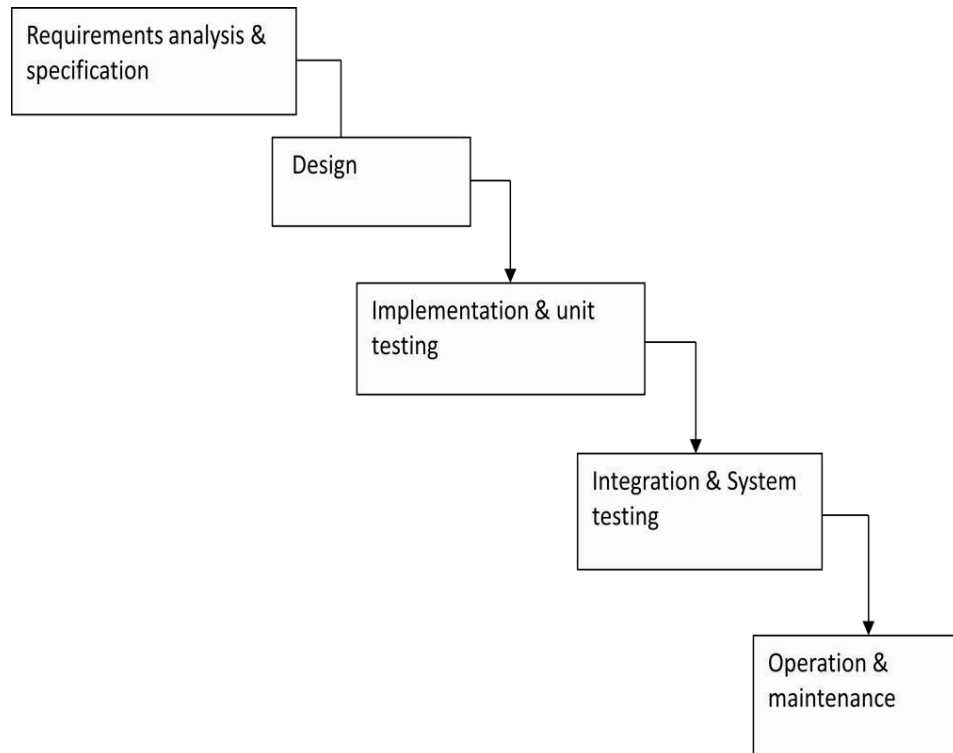 Requirements analysis &
specification
Design
Implementation & unit
testing
Integration & System
testing
Operation &
maintenance